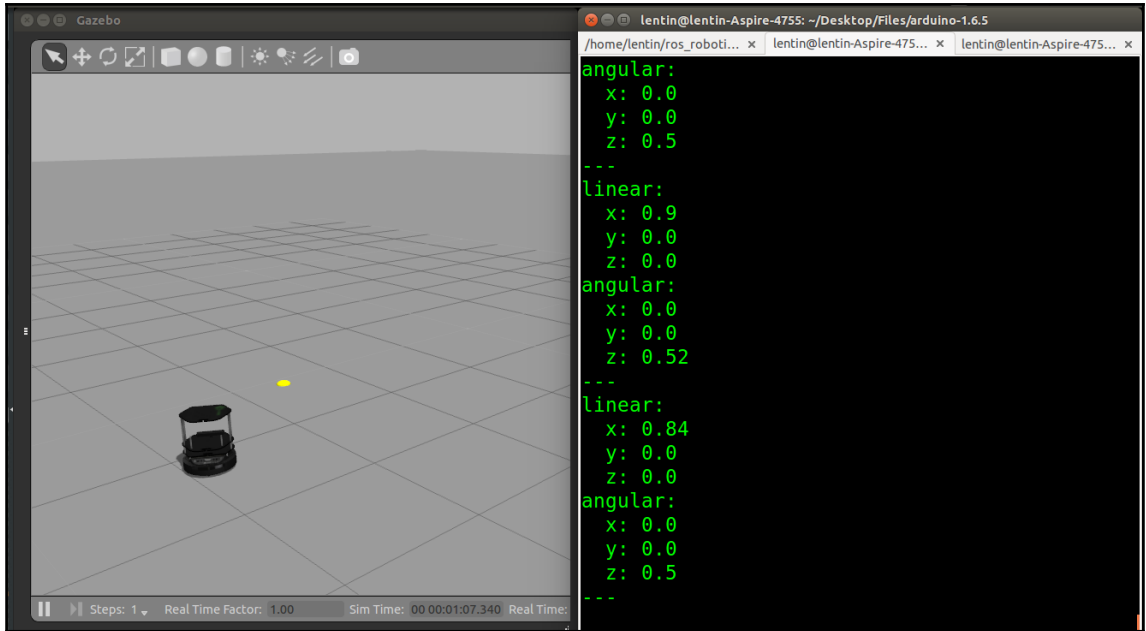 Gazebo
Steps: 1
Real Time Factor: 1.00
Sim Time: 00 00:01:07.340
Real Time:
lentin@lentin-Aspire-4755: ~/Desktop/Files/arduino-1.6.5
/home/lentin/ros_roboti... × lentin@lentin-Aspire-475... × lentin@lentin-Aspire-475... ×
angular:
  x: 0.0
  y: 0.0
  z: 0.5
---
linear:
  x: 0.9
  y: 0.0
  z: 0.0
angular:
  x: 0.0
  y: 0.0
  z: 0.52
---
linear:
  x: 0.84
  y: 0.0
  z: 0.0
angular:
  x: 0.0
  y: 0.0
  z: 0.5
---